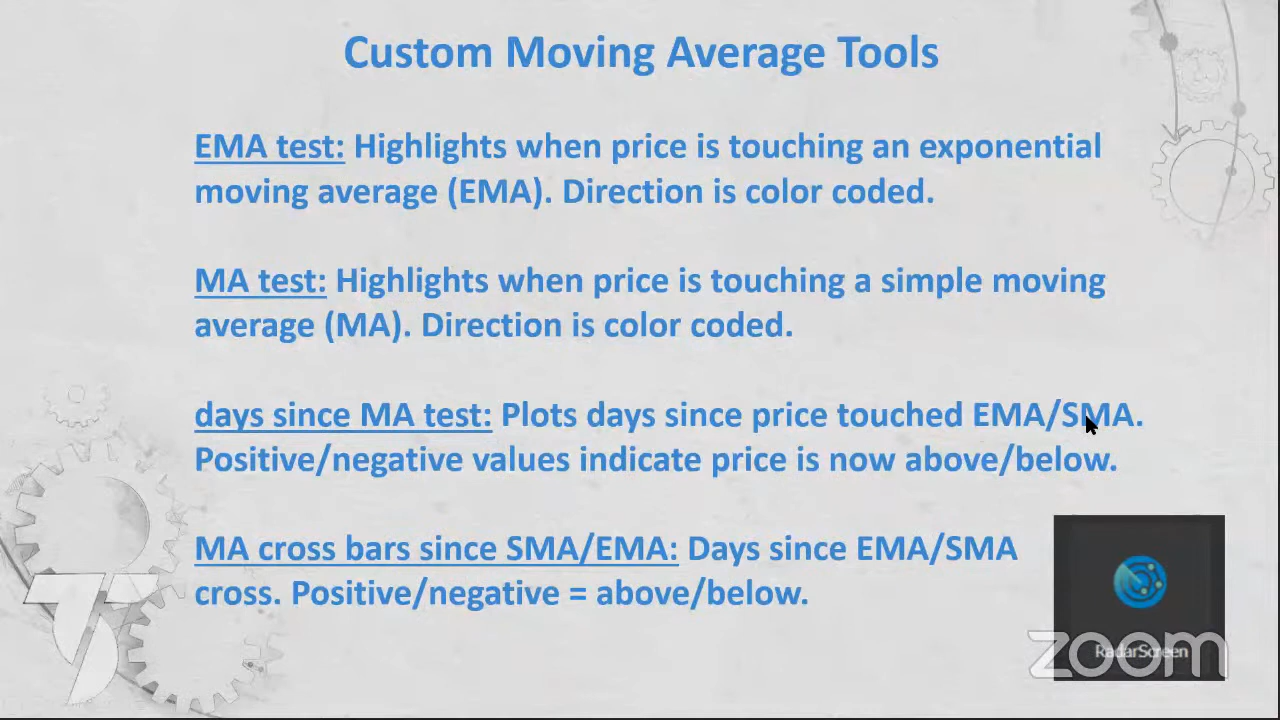 Custom Moving Average Tools
EMA test: Highlights when price is touching an exponential
moving average (EMA). Direction is color coded.
MA test: Highlights when price is touching a simple moving
average (MA). Direction is color coded.
days since MA test: Plots days since price touched EMA/SMA.
Positive/negative values indicate price is now above/below.
MA cross bars since SMA/EMA: Days since EMA/SMA
cross. Positive/negative = above/below.
RadarScreen
zoom